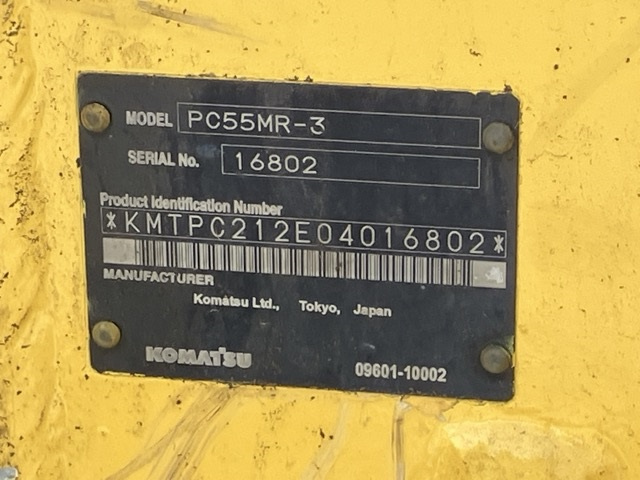 MODEL PC55MR-3
SERIAL No. 16802
Product Identification Number
*KMTPC212E04016802*
MANUFACTURER
Komatsu Ltd., Tokyo, Japan
KOMATSU 09601-10002